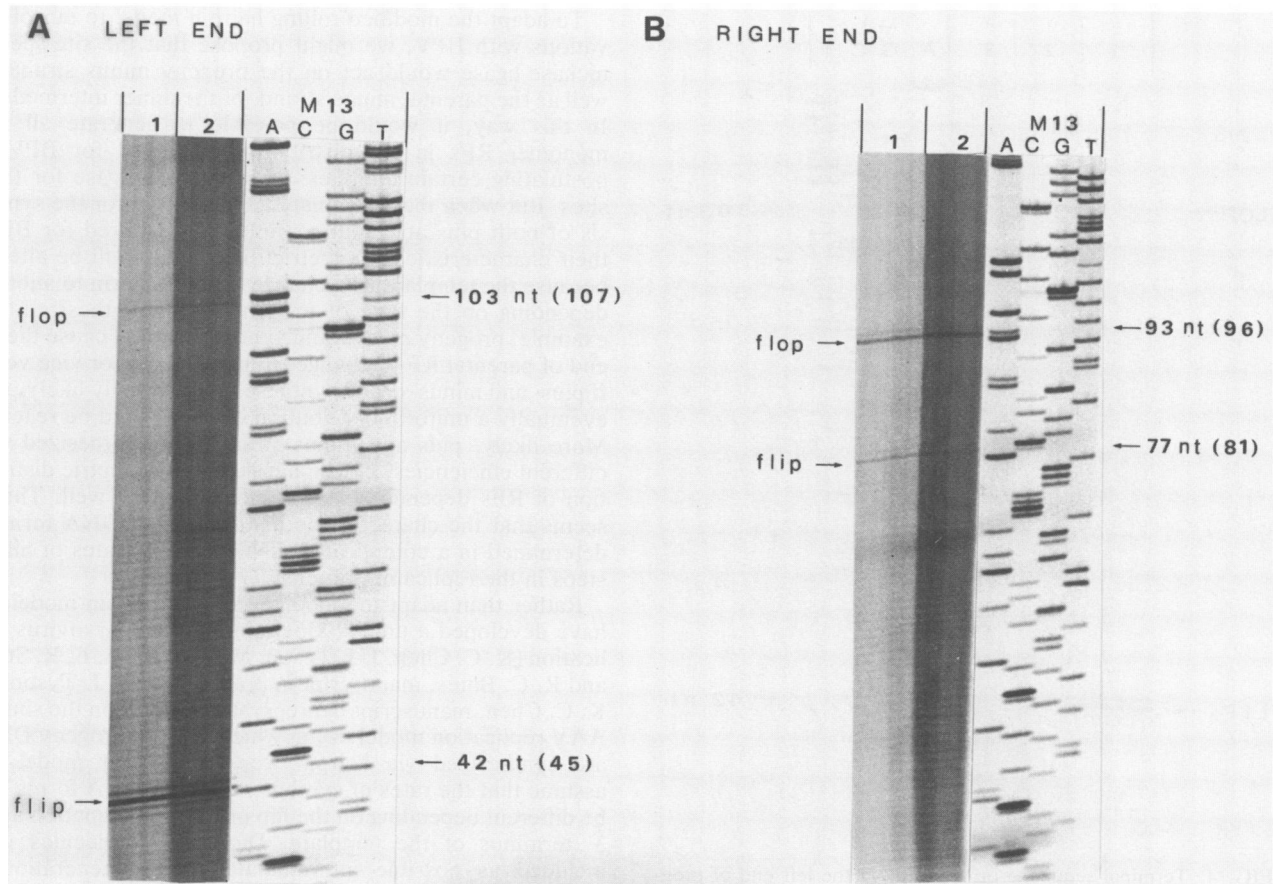 A LEFT END
1 2 A C G T
M13
flop →
←103 nt (107)
←42 nt (45)
flip →
B RIGHT END
1 2 A C G T
M13
flop →
←93 nt (96)
flip →
←77 nt (81)